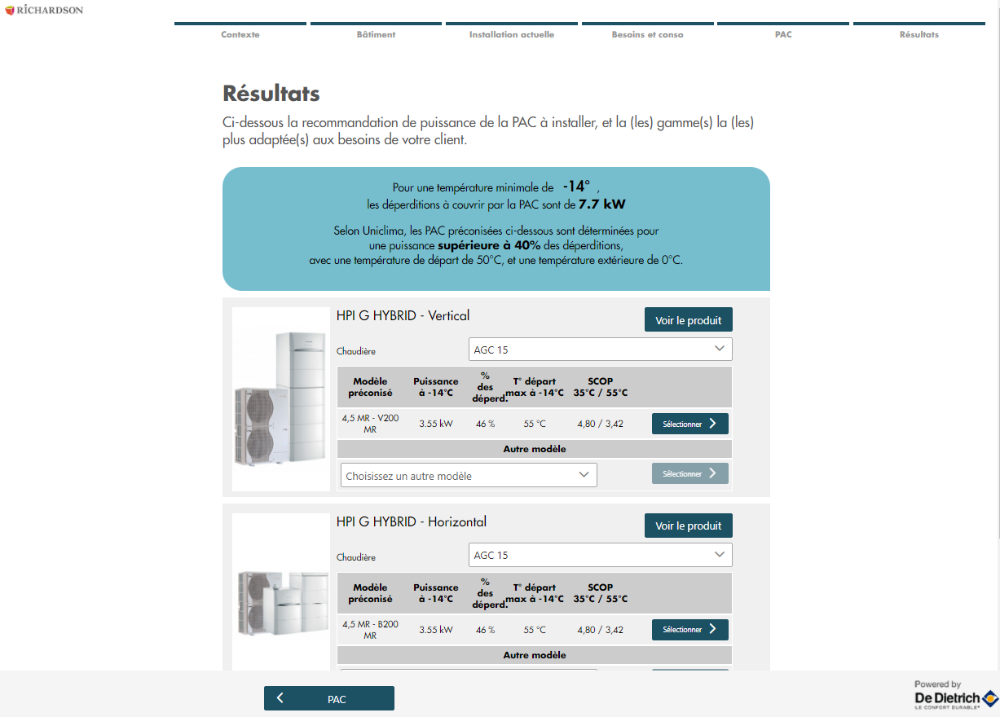 RICHARDSON
Contexte
Bâtiment
Installation actuelle
Besoins et conso
PAC
Résultats
Résultats
Ci-dessous la recommandation de puissance de la PAC à installer, et la (les) gamme(s) la (les)
plus adaptée(s) aux besoins de votre client.
Pour une température minimale de -14° ,
les déperditions à couvrir par la PAC sont de 7.7 kW
Selon Uniclima, les PAC préconisées ci-dessous sont déterminées pour
une puissance supérieure à 40% des déperditions,
avec une température de départ de 50°C, et une température extérieure de 0°C.
HPI G HYBRID - Vertical
Voir le produit
Chaudière
AGC 15
Modèle préconisé
Puissance à -14°C
% des déperd.
T° départ max à -14°C
SCOP 35°C / 55°C
4,5 MR - V200 MR
3.55 kW
46 %
55 °C
4,80 / 3,42
Sélectionner
Autre modèle
Choisissez un autre modèle
Sélectionner
HPI G HYBRID - Horizontal
Voir le produit
Chaudière
AGC 15
Modèle préconisé
Puissance à -14°C
% des déperd.
T° départ max à -14°C
SCOP 35°C / 55°C
4,5 MR - B200 MR
3.55 kW
46 %
55 °C
4,80 / 3,42
Sélectionner
Autre modèle
PAC
Powered by
De Dietrich
LE CONFORT DURABLE®